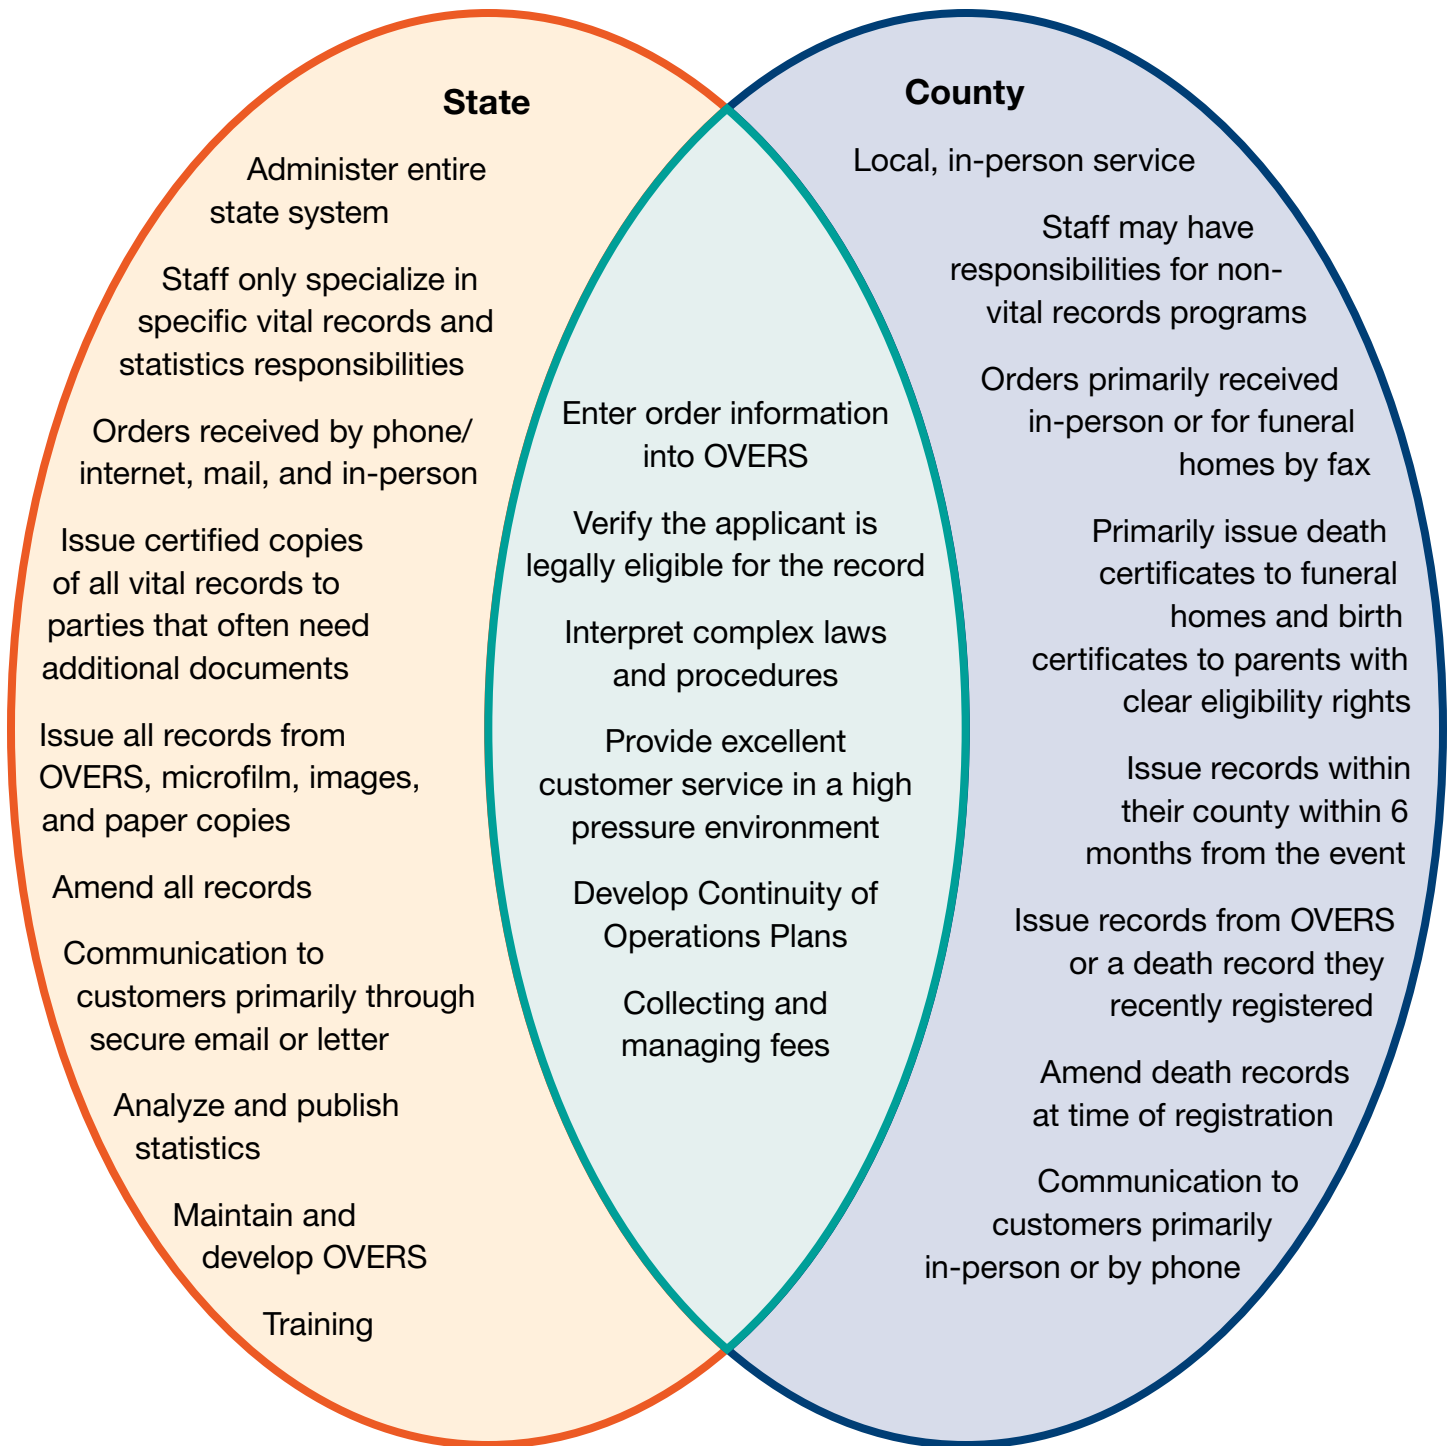 State
Administer entire
state system
Staff only specialize in
specific vital records and
statistics responsibilities
Orders received by phone/
internet, mail, and in-person
Issue certified copies
of all vital records to
parties that often need
additional documents
Issue all records from
OVERS, microfilm, images,
and paper copies
Amend all records
Communication to
customers primarily through
secure email or letter
Analyze and publish
statistics
Maintain and
develop OVERS
Training
Enter order information
into OVERS
Verify the applicant is
legally eligible for the record
Interpret complex laws
and procedures
Provide excellent
customer service in a high
pressure environment
Develop Continuity of
Operations Plans
Collecting and
managing fees
County
Local, in-person service
Staff may have
responsibilities for non-
vital records programs
Orders primarily received
in-person or for funeral
homes by fax
Primarily issue death
certificates to funeral
homes and birth
certificates to parents with
clear eligibility rights
Issue records within
their county within 6
months from the event
Issue records from OVERS
or a death record they
recently registered
Amend death records
at time of registration
Communication to
customers primarily
in-person or by phone